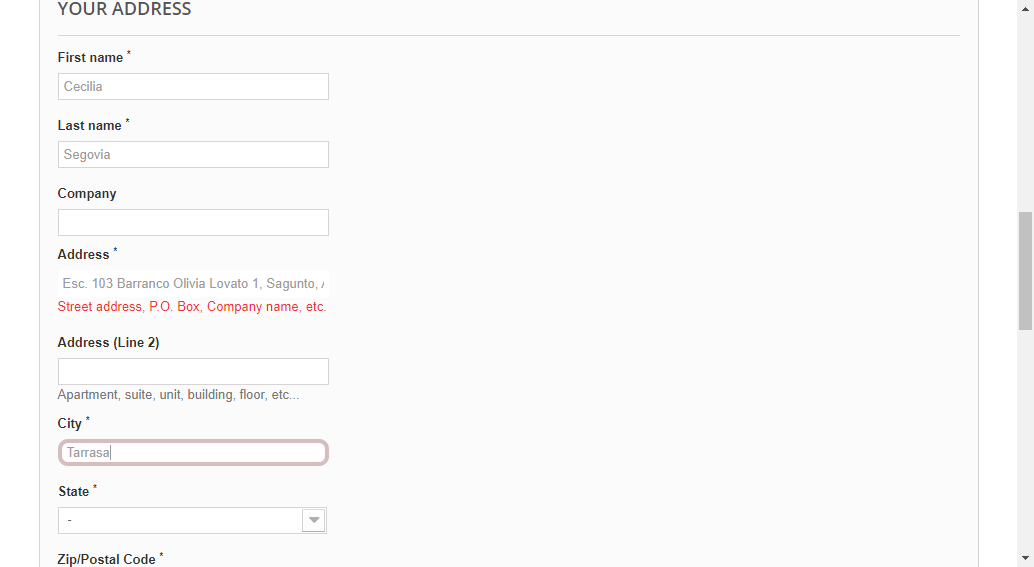 YOUR ADDRESS
First name *
Cecilia
Last name *
Segovia
Company
Address *
Esc. 103 Barranco Olivia Lovato 1, Sagunto,
Street address, P.O. Box, Company name, etc.
Address (Line 2)
Apartment, suite, unit, building, floor, etc...
City *
Tarrasa
State *
-
Zip/Postal Code *